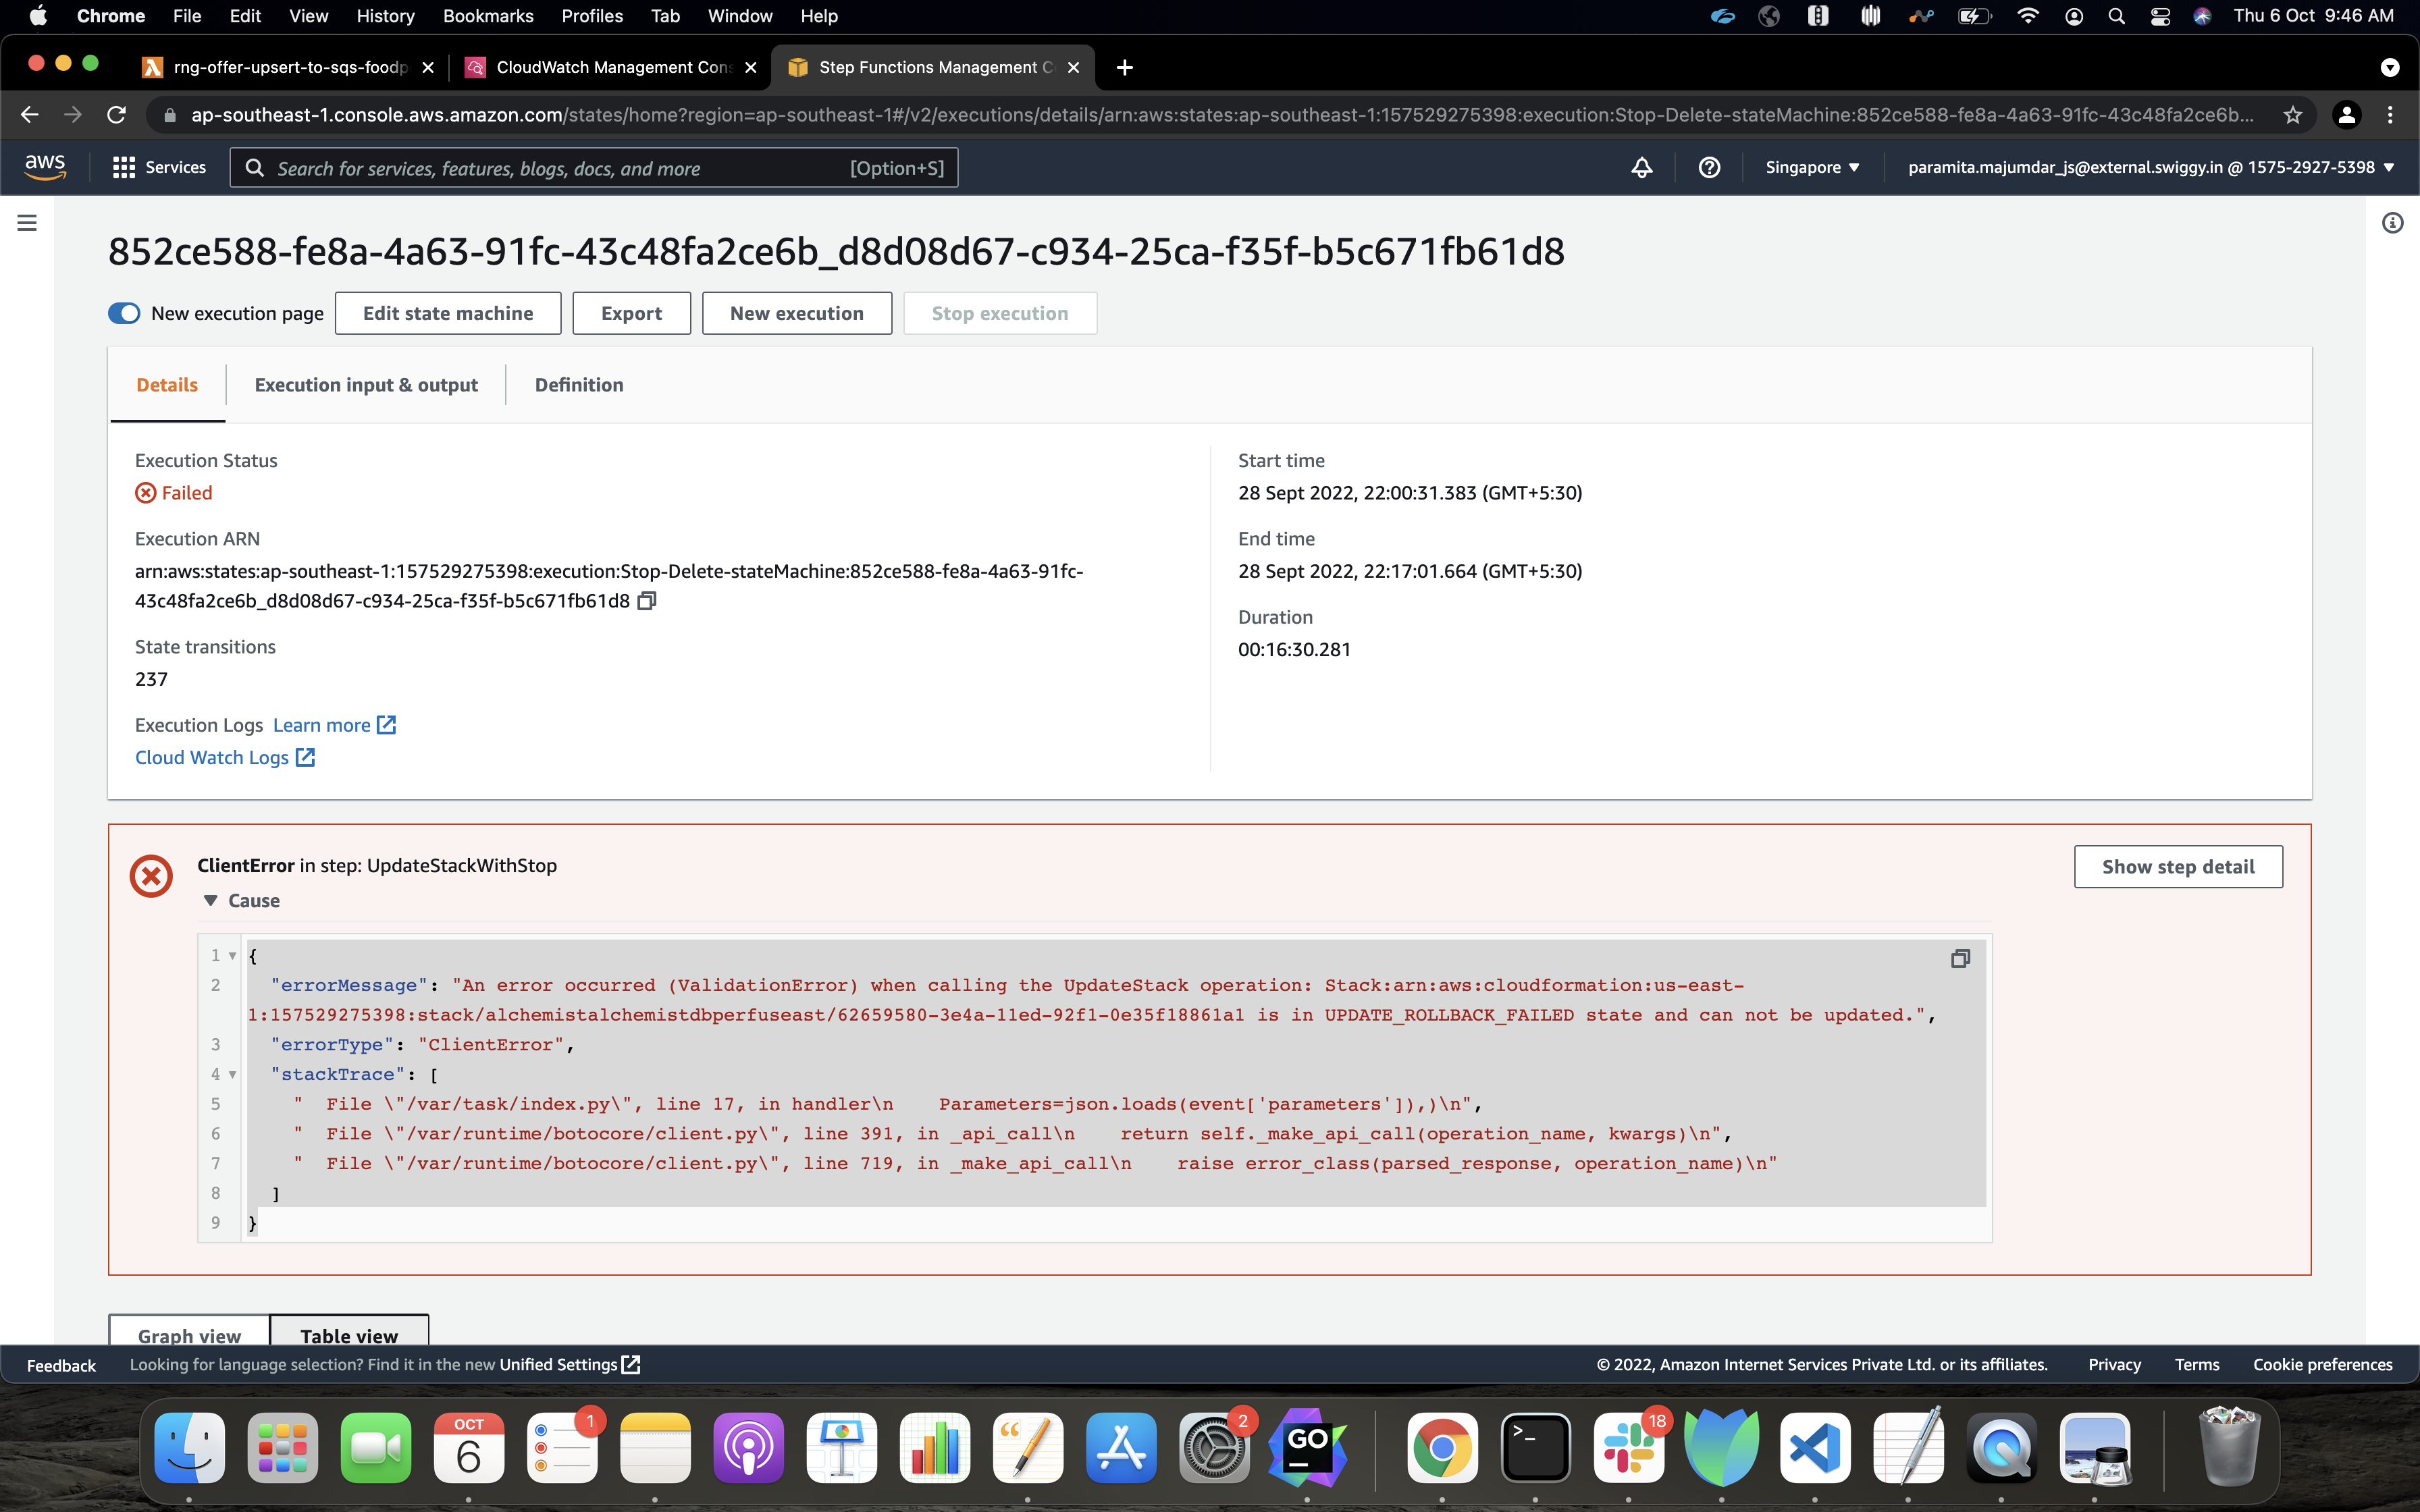 Chrome File Edit View History Bookmarks Profiles Tab Window Help Thu 6 Oct 9:46 AM
rng-offer-upsert-to-sqs-foodp CloudWatch Management Con Step Functions Management C
ap-southeast-1.console.aws.amazon.com/states/home?region=ap-southeast-1#/v2/executions/details/arn:aws:states:ap-southeast-1:157529275398:execution:Stop-Delete-stateMachine:852ce588-fe8a-4a63-91fc-43c48fa2ce6b...
aws Services Search for services, features, blogs, docs, and more [Option+S] Singapore paramita.majumdar_js@external.swiggy.in @ 1575-2927-5398
852ce588-fe8a-4a63-91fc-43c48fa2ce6b_d8d08d67-c934-25ca-f35f-b5c671fb61d8
New execution page Edit state machine Export New execution Stop execution
Details Execution input & output Definition
Execution Status
Failed
Execution ARN
arn:aws:states:ap-southeast-1:157529275398:execution:Stop-Delete-stateMachine:852ce588-fe8a-4a63-91fc-
43c48fa2ce6b_d8d08d67-c934-25ca-f35f-b5c671fb61d8
State transitions
237
Execution Logs Learn more
Cloud Watch Logs
Start time
28 Sept 2022, 22:00:31.383 (GMT+5:30)
End time
28 Sept 2022, 22:17:01.664 (GMT+5:30)
Duration
00:16:30.281
ClientError in step: UpdateStackWithStop
Show step detail
Cause
1 {
2 "errorMessage": "An error occurred (ValidationError) when calling the UpdateStack operation: Stack:arn:aws:cloudformation:us-east-
1:157529275398:stack/alchemistalchemistdbperfuseast/62659580-3e4a-11ed-92f1-0e35f18861a1 is in UPDATE_ROLLBACK_FAILED state and can not be updated.",
3 "errorType": "ClientError",
4 "stackTrace": [
5 " File \"/var/task/index.py\", line 17, in handler\n Parameters=json.loads(event['parameters']),)\n",
6 " File \"/var/runtime/botocore/client.py\", line 391, in _api_call\n return self._make_api_call(operation_name, kwargs)\n",
7 " File \"/var/runtime/botocore/client.py\", line 719, in _make_api_call\n raise error_class(parsed_response, operation_name)\n"
8 ]
9 }
Graph view Table view
Feedback Looking for language selection? Find it in the new Unified Settings © 2022, Amazon Internet Services Private Ltd. or its affiliates. Privacy Terms Cookie preferences
OCT
6
1
2
GO
>_
18